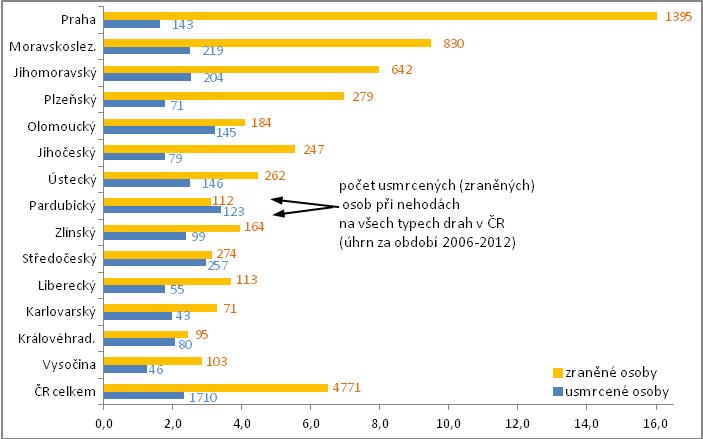 Praha 1395
143
Moravskoslez. 830
219
Jihomoravský 642
204
Plzeňský 279
71
Olomoucký 184
145
Jihočeský 247
79
Ústecký 262
146
Pardubický 112
123
Zlínský 164
99
Středočeský 274
257
Liberecký 113
55
Karlovarský 71
43
Královéhrad. 95
80
Vysočina 103
46
ČR celkem 4771
1710
počet usmrcených (zraněných)
osob při nehodách
na všech typech drah v ČR
(úhrn za období 2006-2012)
zraněné osoby
usmrcené osoby
0,0 2,0 4,0 6,0 8,0 10,0 12,0 14,0 16,0